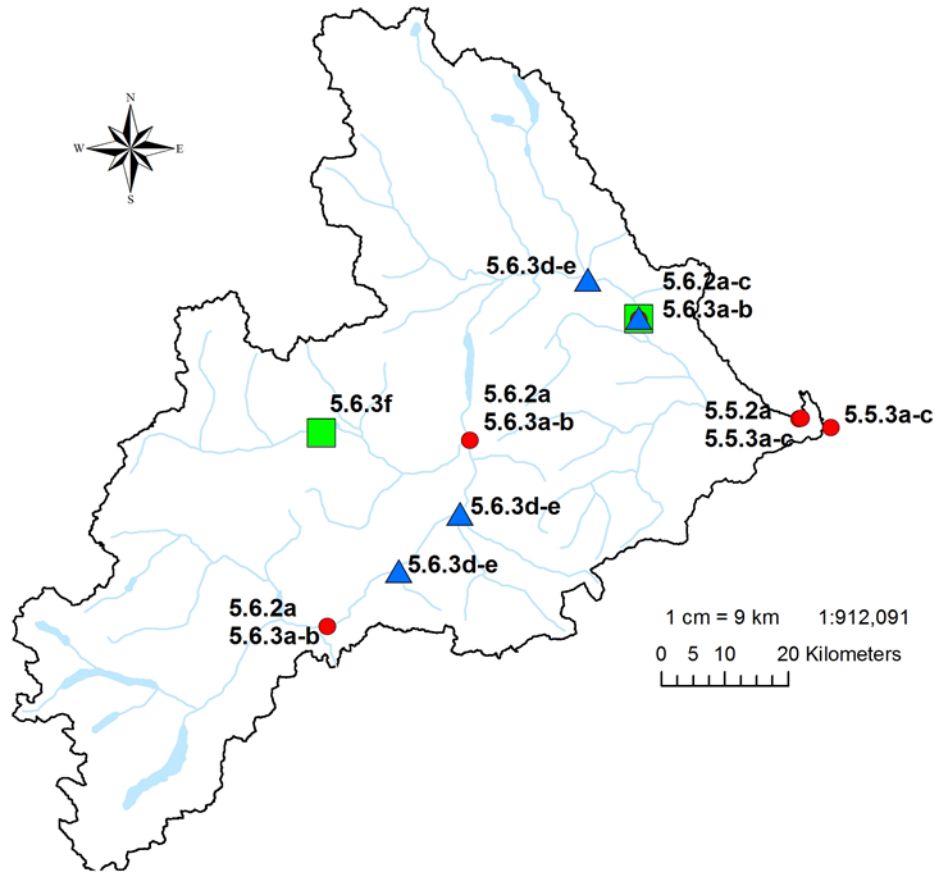 N
W E
S
5.6.3d-e
5.6.2a-c
5.6.3a-b
5.6.3f
5.6.2a
5.6.3a-b
5.5.2a
5.5.3a-c
5.5.3a-c
5.6.3d-e
5.6.3d-e
5.6.2a
5.6.3a-b
1 cm = 9 km 1:912,091
0 5 10 20 Kilometers